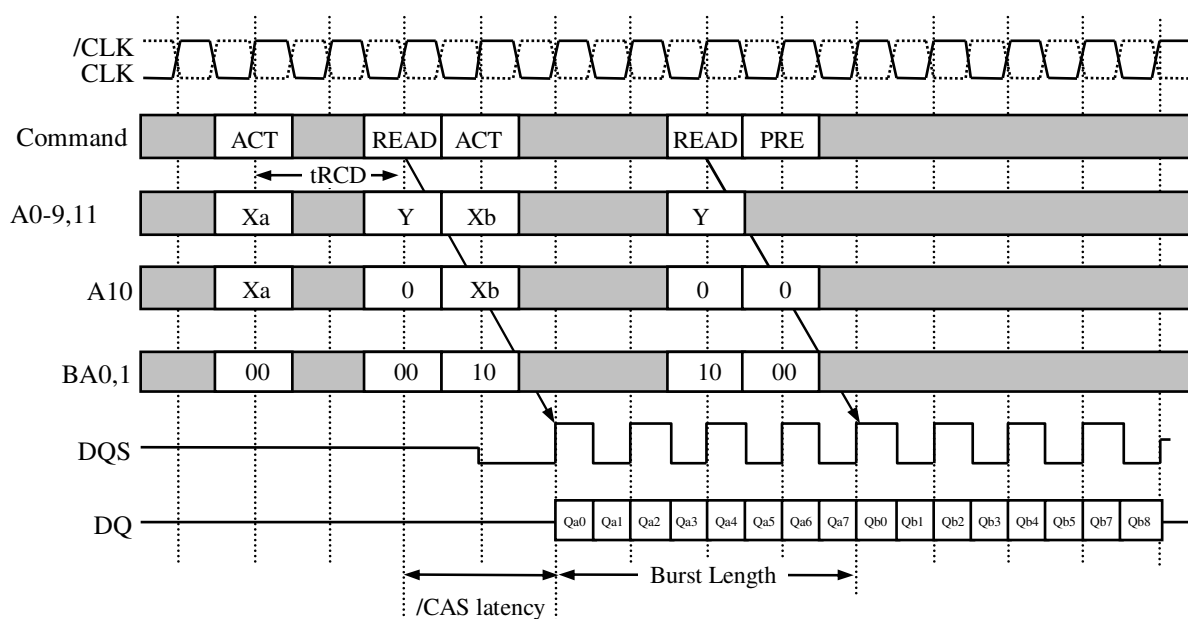 /CLK
CLK
Command ACT READ ACT READ PRE
tRCD
A0-9,11 Xa Y Xb Y
A10 Xa 0 Xb 0 0
BA0,1 00 00 10 10 00
DQS
DQ Qa0 Qa1 Qa2 Qa3 Qa4 Qa5 Qa6 Qa7 Qb0 Qb1 Qb2 Qb3 Qb4 Qb5 Qb7 Qb8
Burst Length
/CAS latency